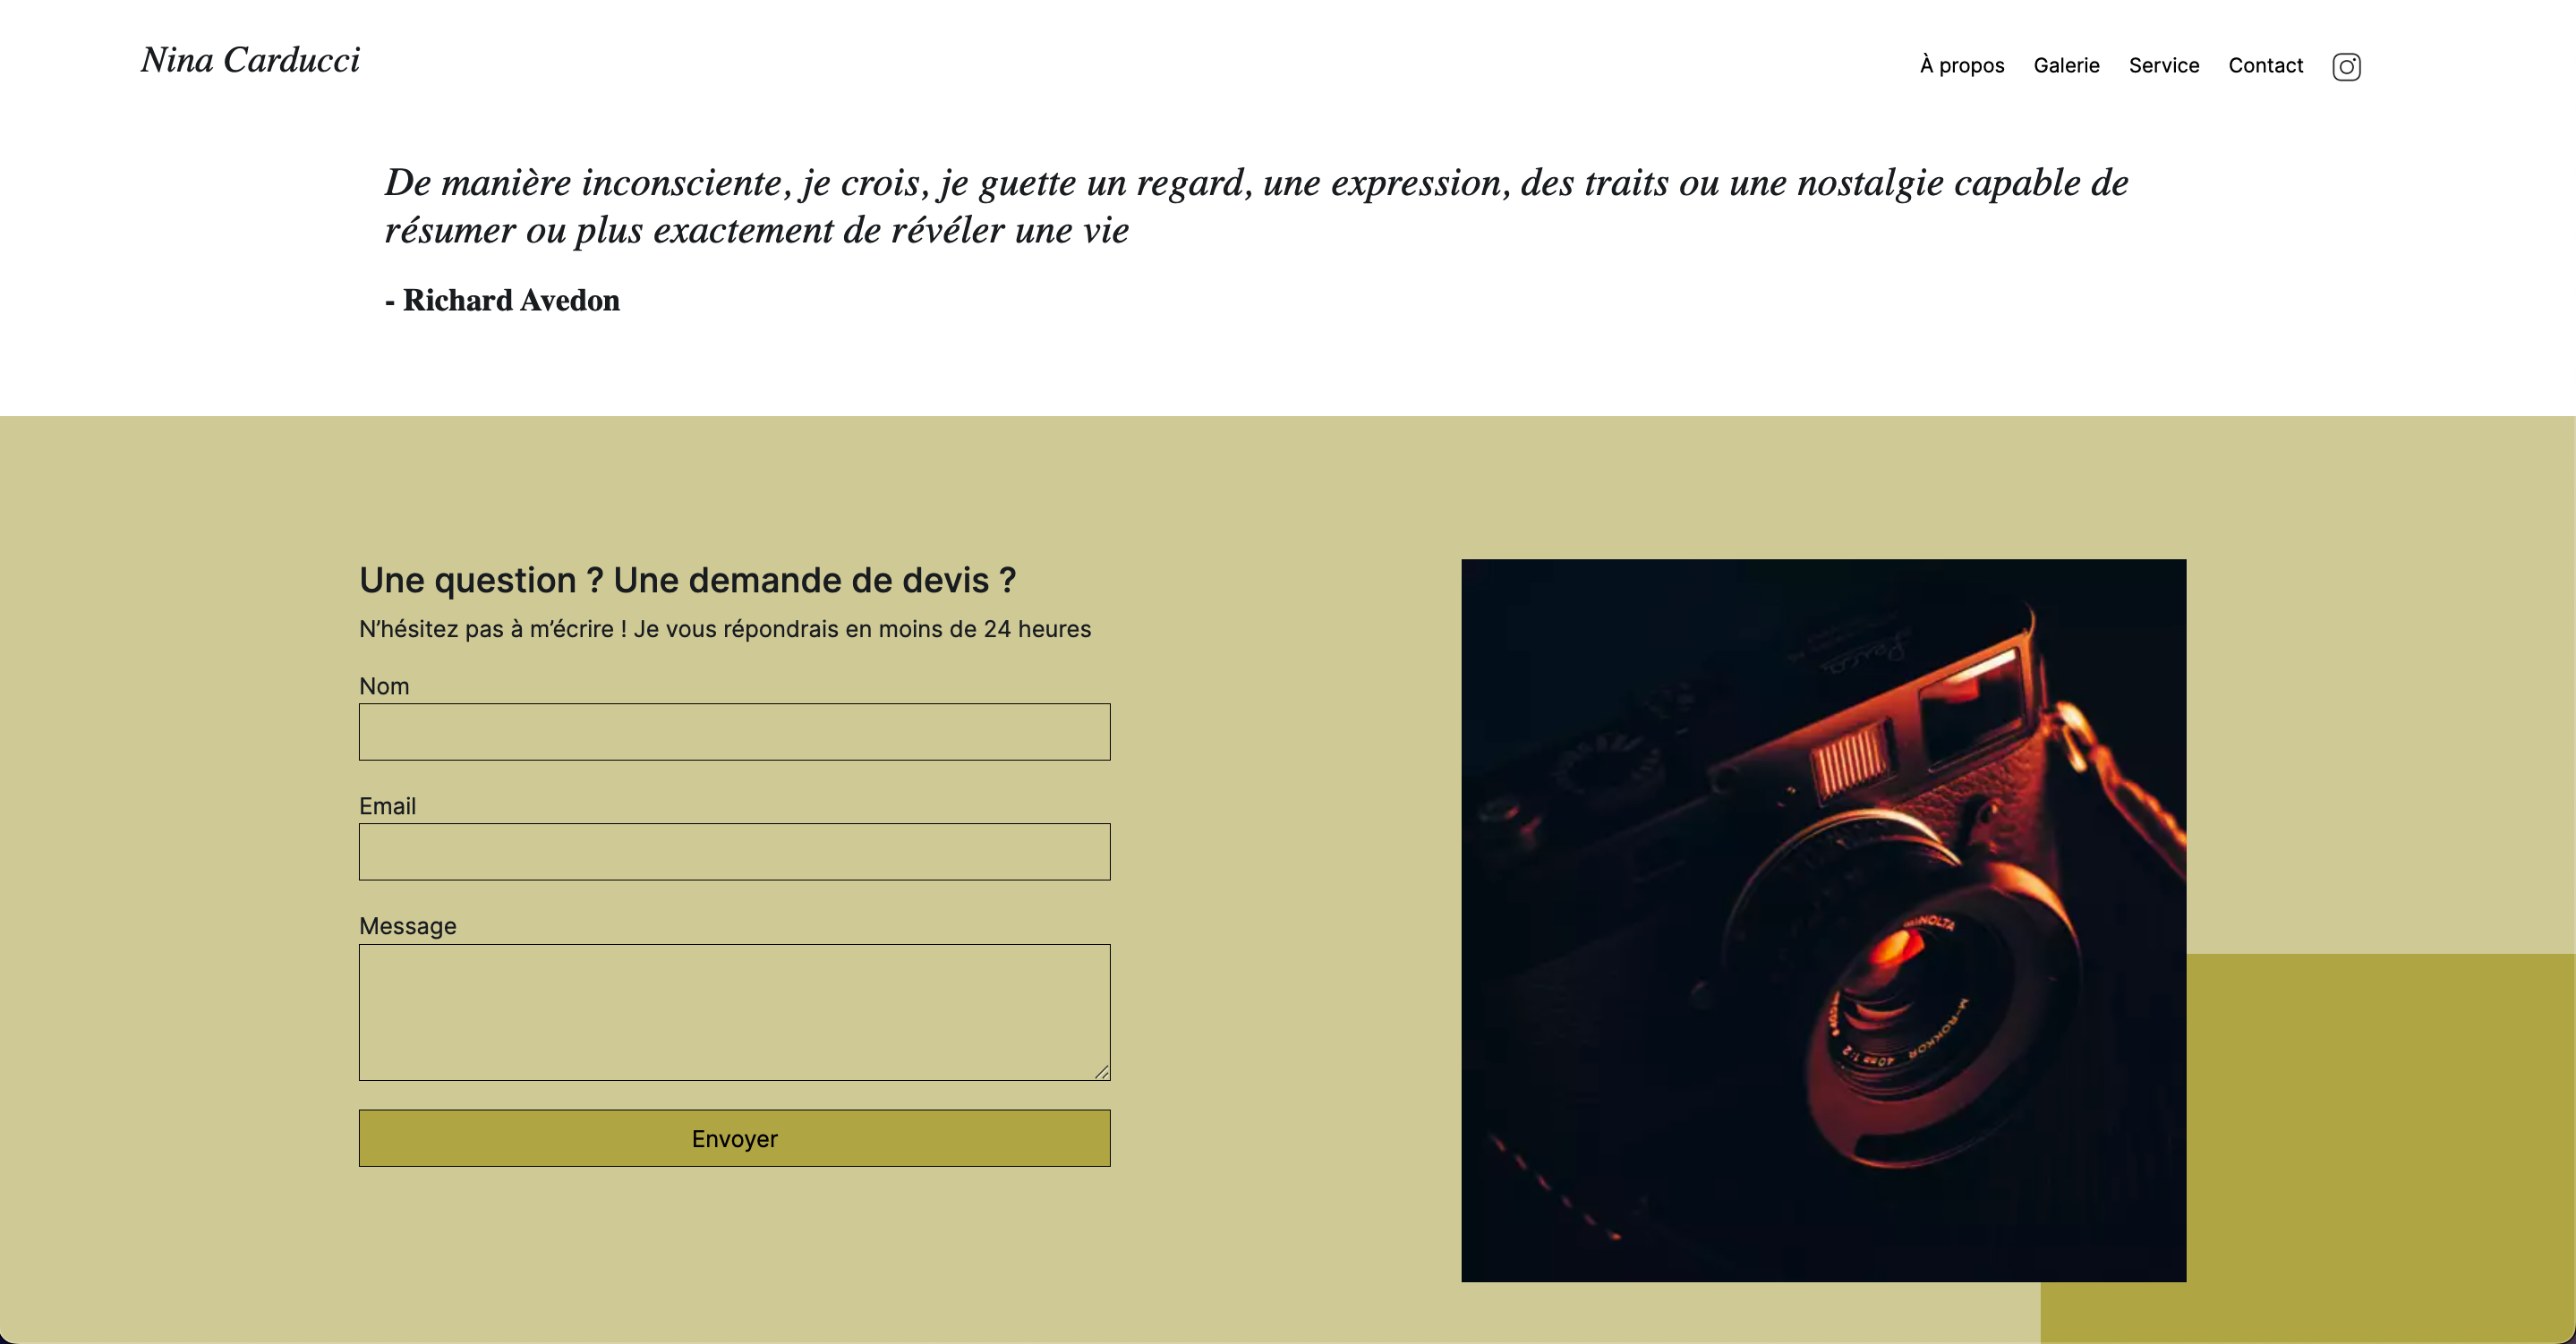 Nina Carducci
À propos Galerie Service Contact
De manière inconsciente, je crois, je guette un regard, une expression, des traits ou une nostalgie capable de
résumer ou plus exactement de révéler une vie
- Richard Avedon
Une question ? Une demande de devis ?
N’hésitez pas à m’écrire ! Je vous répondrais en moins de 24 heures
Nom
Email
Message
Envoyer
Leica
MINOLTA
M-ROKKOR 40mm 1:2